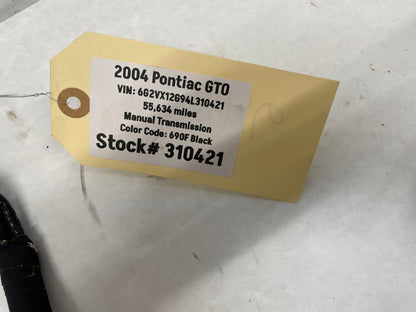 2004 Pontiac GTO
VIN: 6G2VX12G94L310421
55,634 miles
Manual Transmission
Color Code: 690F Black
Stock# 310421